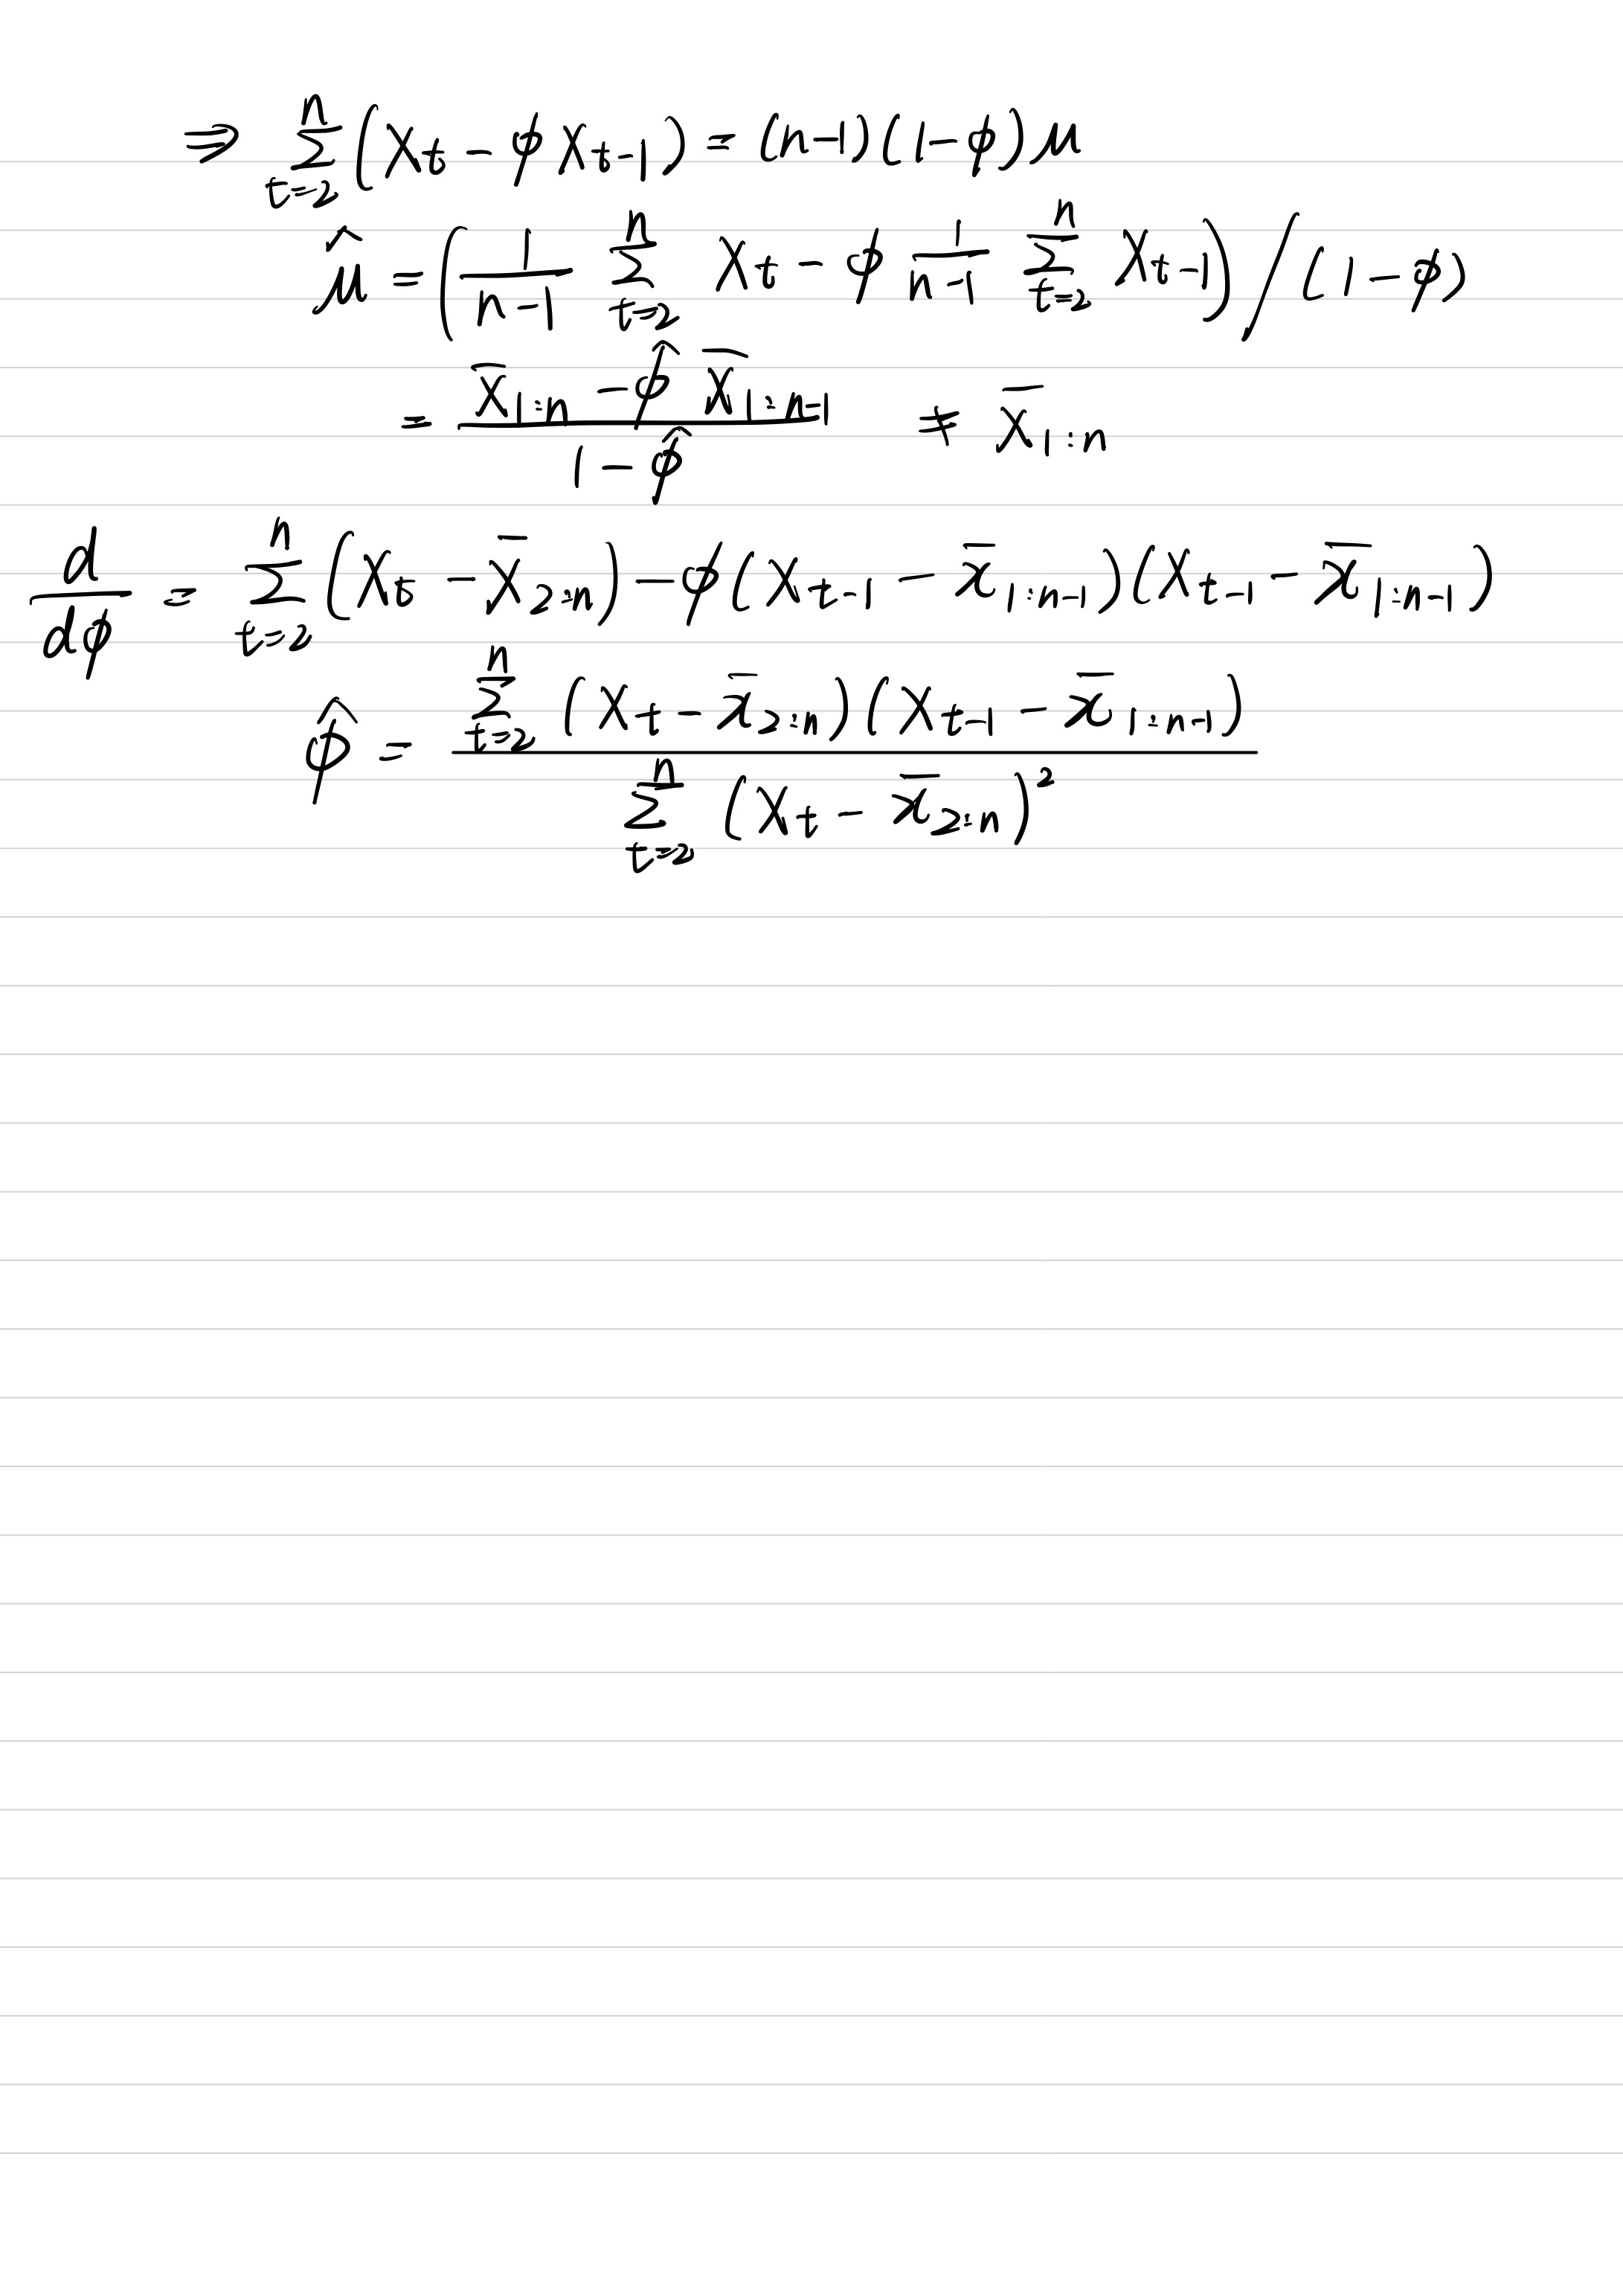 ⇒ \sum_{t=2}^{n} (X_t - \phi X_{t-1}) = (n-1)(1-\phi)\mu
\hat{\mu} = \left( \frac{1}{n-1} \sum_{t=2}^{n} X_t - \phi \frac{1}{n-1} \sum_{t=2}^{n} X_{t-1} \right) / (1-\phi)
= \frac{\bar{X}_{1:n} - \hat{\phi} \bar{X}_{1:n-1}}{1 - \hat{\phi}} \neq \bar{X}_{1:n}
\frac{d}{d\phi} = \sum_{t=2}^{n} (X_t - \bar{X}_{2:n}) - \phi (X_{t-1} - \bar{x}_{1:n-1})(X_{t-1} - \bar{x}_{1:n-1})
\hat{\phi} = \frac{\sum_{t=2}^{n} (X_t - \bar{x}_{2:n})(X_{t-1} - \bar{x}_{1:n-1})}{\sum_{t=2}^{n} (X_t - \bar{x}_{2:n})^2}